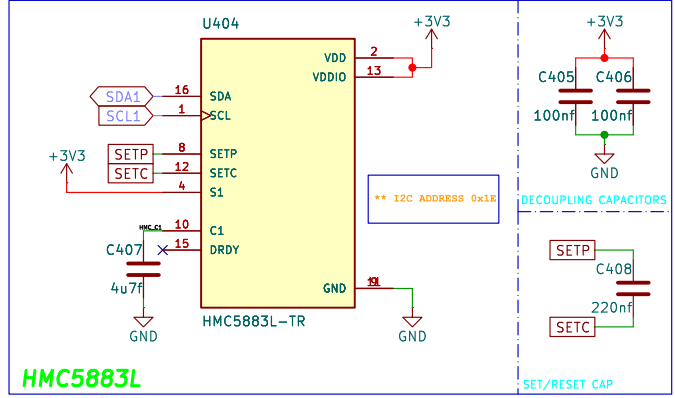 U404
+3V3
+3V3
VDD 2
VDDIO 13
C405 C406
SDA1 16 SDA
SCL1 1 SCL
100nf 100nf
SETP 8 SETP
SETC 12 SETC
+3V3
4 S1
GND
** I2C ADDRESS 0x1E
DECOUPLING CAPACITORS
HMC_C1
10 C1
15 DRDY
C407
4u7f
SETP
C408
220nf
SETC
GND
HMC5883L-TR
GND
GND
HMC5883L
SET/RESET CAP